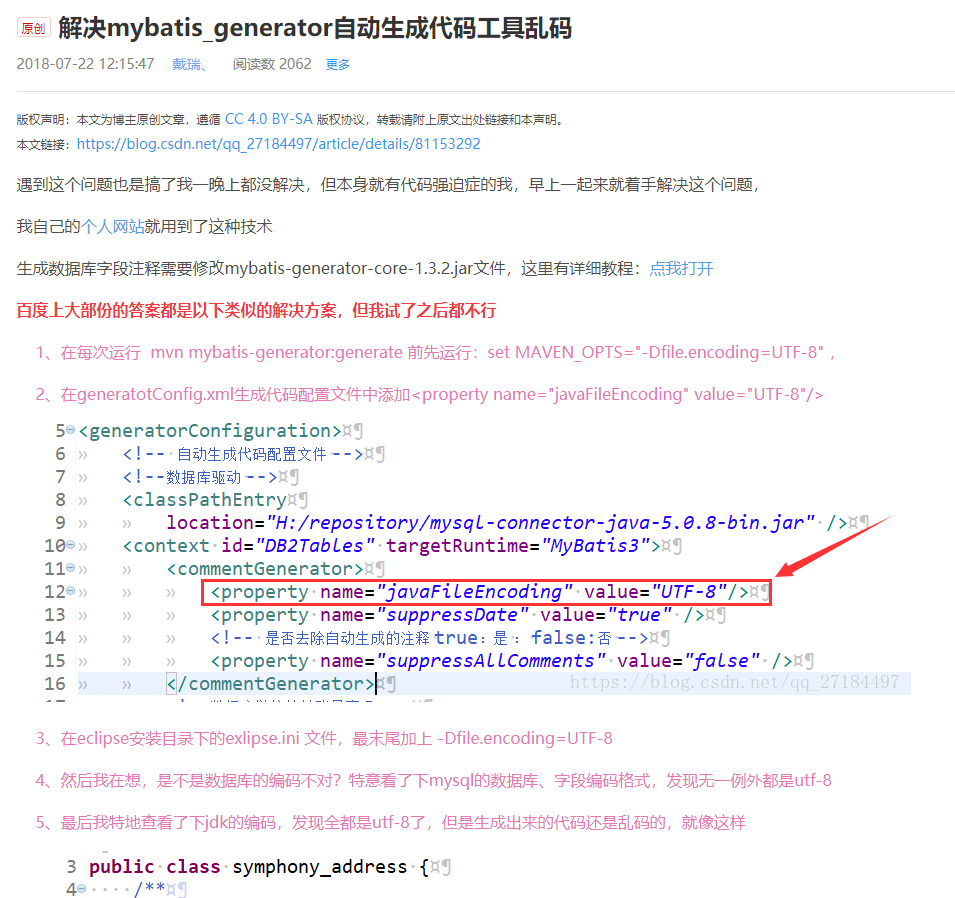 原创 解决mybatis_generator自动生成代码工具乱码
2018-07-22 12:15:47 戴瑞、 阅读数 2062 更多
版权声明：本文为博主原创文章，遵循 CC 4.0 BY-SA 版权协议，转载请附上原文出处链接和本声明。
本文链接：https://blog.csdn.net/qq_27184497/article/details/81153292
遇到这个问题也是搞了我一晚上都没解决，但本身就有代码强迫症的我，早上一起来就着手解决这个问题，
我自己的个人网站就用到了这种技术
生成数据库字段注释需要修改mybatis-generator-core-1.3.2.jar文件，这里有详细教程：点我打开
百度上大部份的答案都是以下类似的解决方案，但我试了之后都不行
1、在每次运行 mvn mybatis-generator:generate 前先运行：set MAVEN_OPTS="-Dfile.encoding=UTF-8" ，
2、在generatotConfig.xml生成代码配置文件中添加<property name="javaFileEncoding" value="UTF-8"/>
5 <generatorConfiguration>¤¶
6 » <!--·自动生成代码配置文件·-->¤¶
7 » <!--数据库驱动·-->¤¶
8 » <classPathEntry¤¶
9 » » location="H:/repository/mysql-connector-java-5.0.8-bin.jar"·/>¤¶
10 » <context·id="DB2Tables"·targetRuntime="MyBatis3">¤¶
11 » » <commentGenerator>¤¶
12 » » » <property·name="javaFileEncoding"·value="UTF-8"/>¤¶
13 » » » <property·name="suppressDate"·value="true"·/>¤¶
14 » » » <!--·是否去除自动生成的注释·true：是·：·false:否·-->¤¶
15 » » » <property·name="suppressAllComments"·value="false"·/>¤¶
16 » » </commentGenerator>¤¶ https://blog.csdn.net/qq_27184497
3、在eclipse安装目录下的exlipse.ini 文件，最末尾加上 -Dfile.encoding=UTF-8
4、然后我在想，是不是数据库的编码不对？特意看了下mysql的数据库、字段编码格式，发现无一例外都是utf-8
5、最后我特地查看了下jdk的编码，发现全都是utf-8了，但是生成出来的代码还是乱码的，就像这样
3 public·class·symphony_address·{¤¶
4 ····/**¤¶